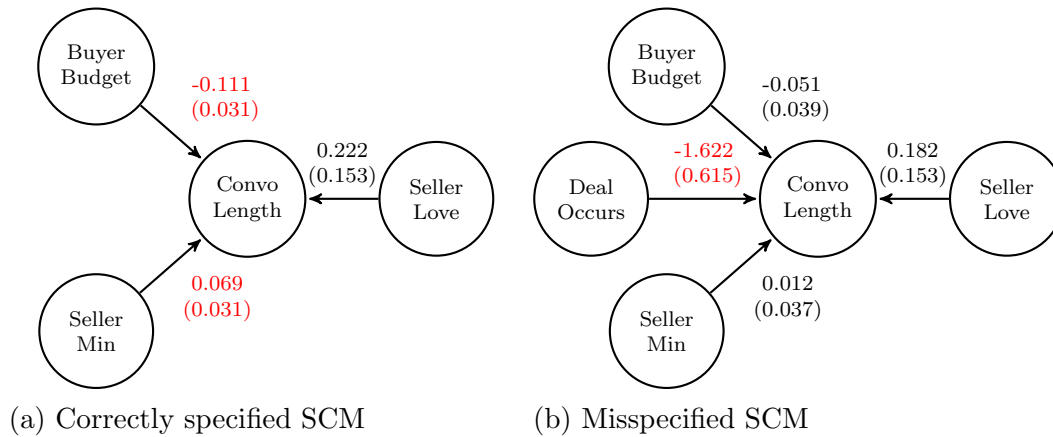 Buyer
Budget
-0.111
(0.031)
Convo
Length
0.222
(0.153)
Seller
Love
0.069
(0.031)
Seller
Min
(a) Correctly specified SCM
Buyer
Budget
-0.051
(0.039)
-1.622
(0.615)
Deal
Occurs
Convo
Length
0.182
(0.153)
Seller
Love
0.012
(0.037)
Seller
Min
(b) Misspecified SCM